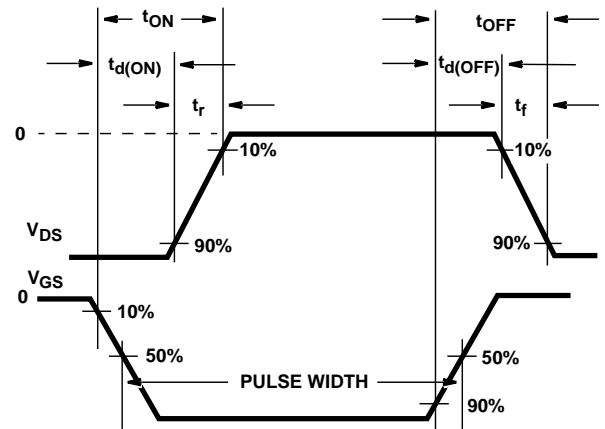 tON
tOFF
td(ON)
td(OFF)
tr
tf
0
10%
10%
VDS
90%
90%
VGS
0
10%
50%
50%
PULSE WIDTH
90%